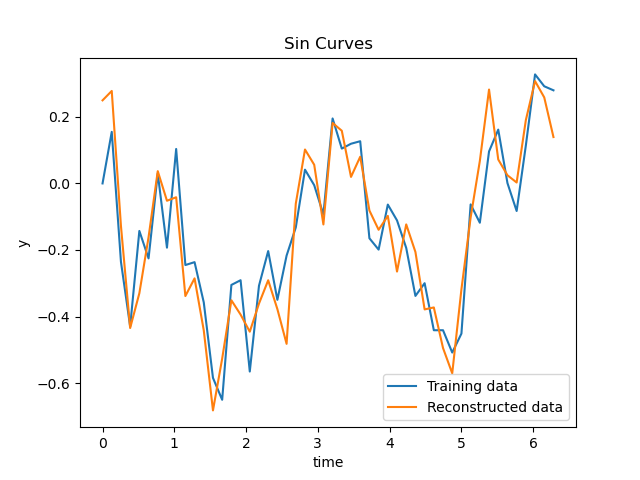 Sin Curves
0.2
0.0
−0.2
−0.4
−0.6
y
0 1 2 3 4 5 6
time
Training data
Reconstructed data